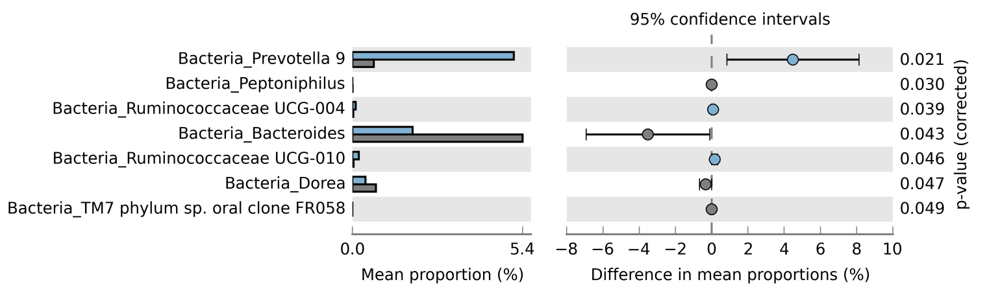 95% confidence intervals
Bacteria_Prevotella 9 0.021
Bacteria_Peptoniphilus 0.030
Bacteria_Ruminococcaceae UCG-004 0.039
Bacteria_Bacteroides 0.043
Bacteria_Ruminococcaceae UCG-010 0.046
Bacteria_Dorea 0.047
Bacteria_TM7 phylum sp. oral clone FR058 0.049
p-value (corrected)
0.0 5.4 −8 −6 −4 −2 0 2 4 6 8 10
Mean proportion (%) Difference in mean proportions (%)